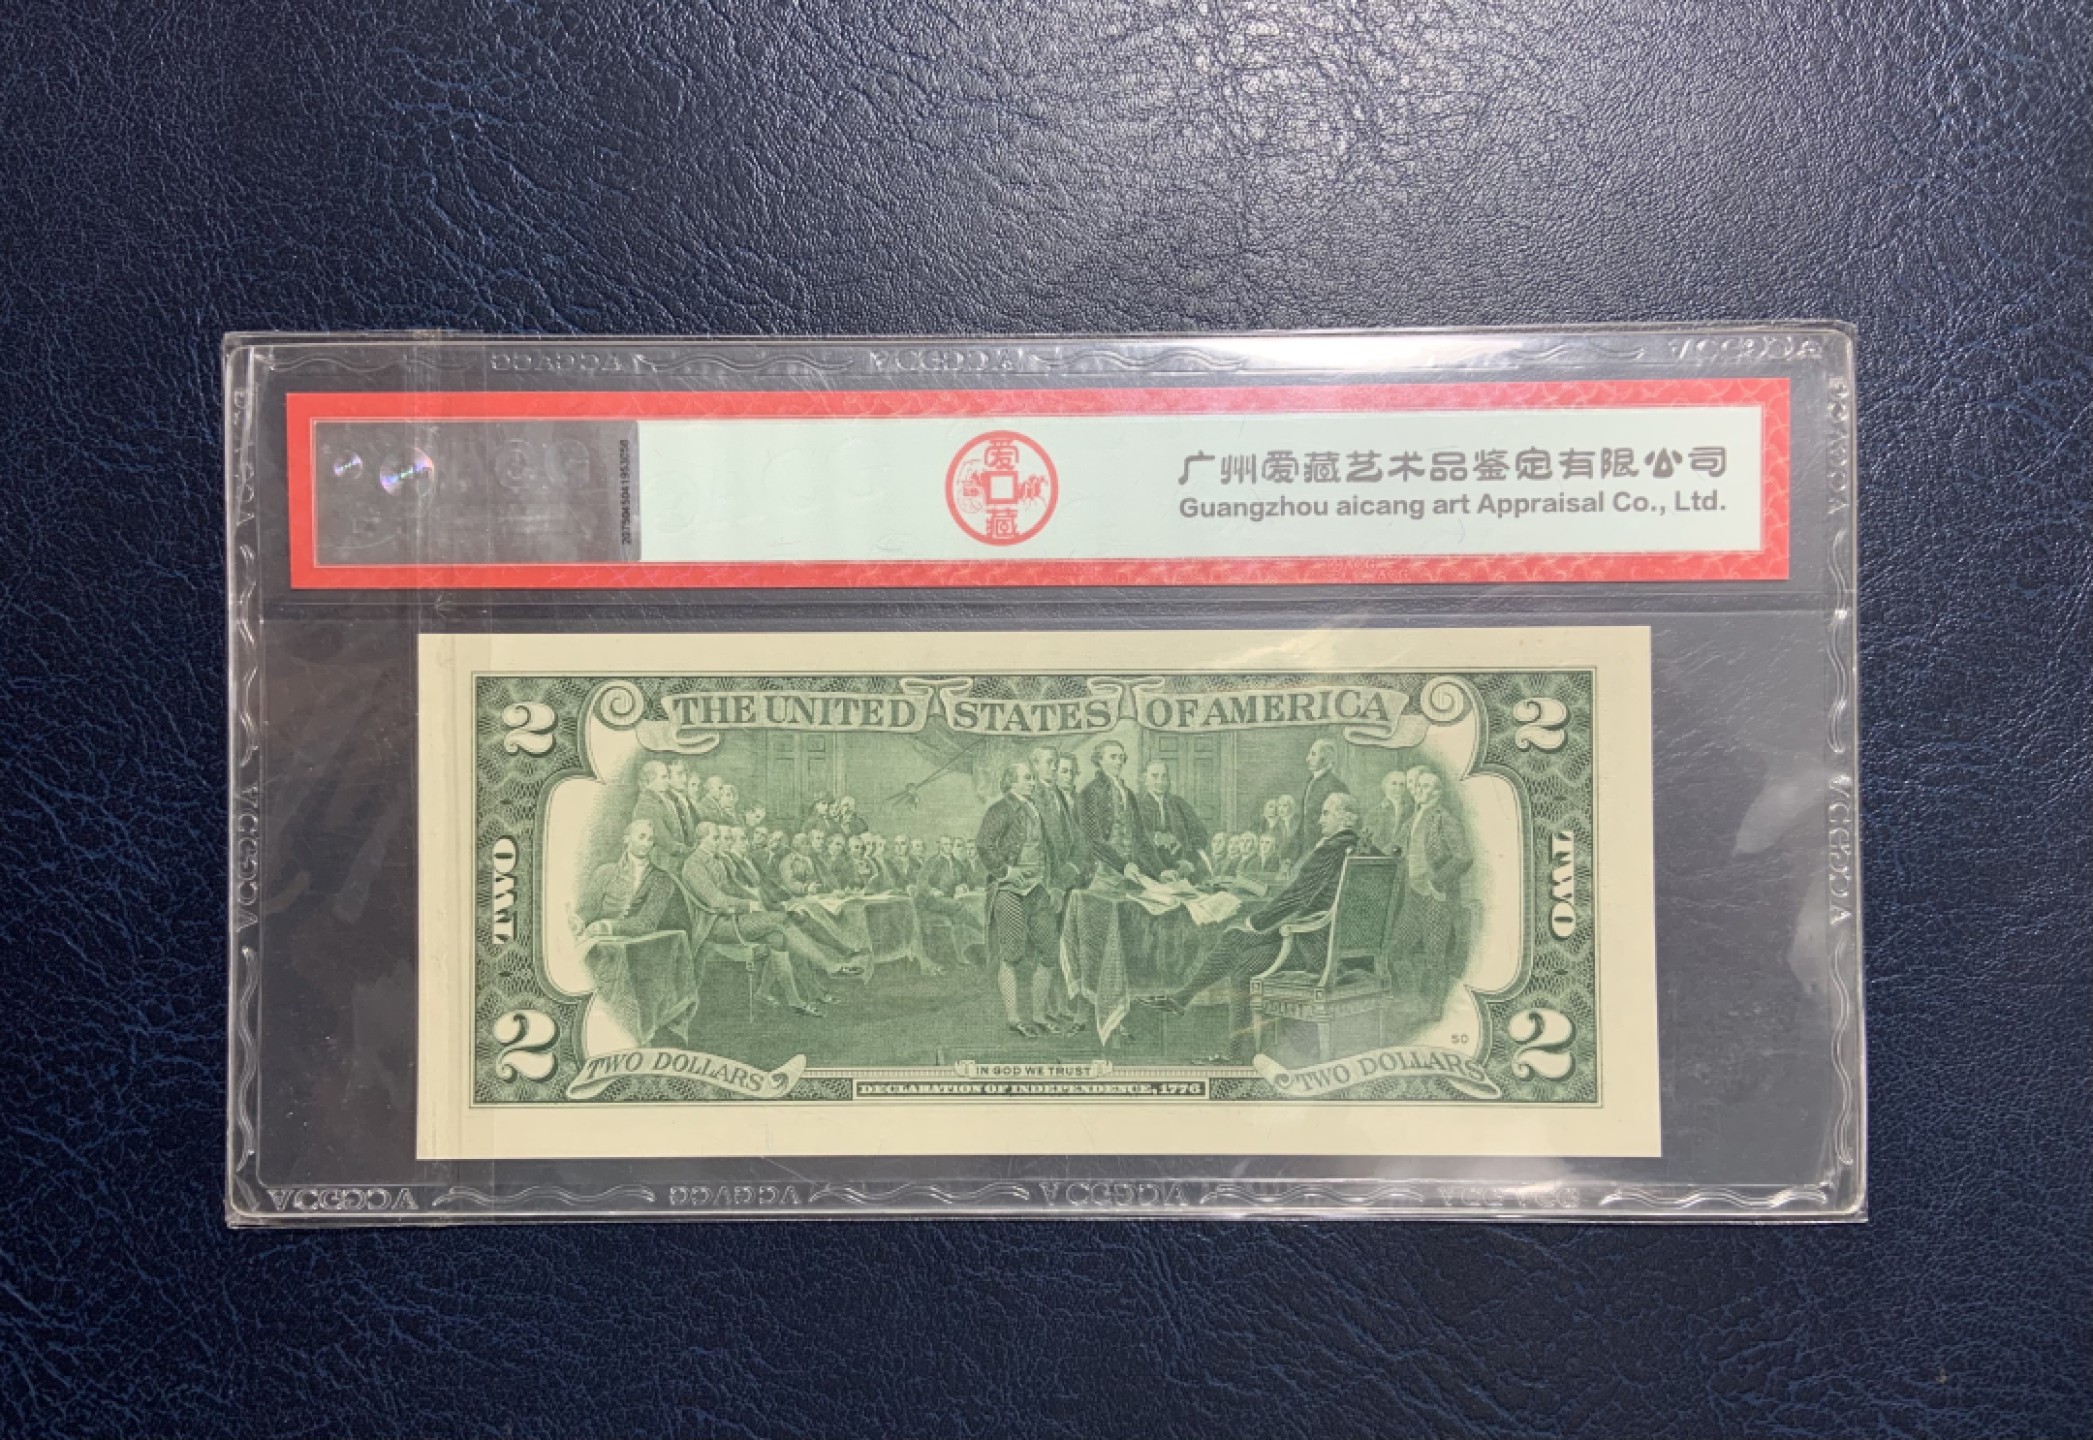 爱藏
广州爱藏艺术品鉴定有限公司
Guangzhou aicang art Appraisal Co., Ltd.
THE UNITED STATES OF AMERICA
2
2
TWO
TWO
2
2
50
TWO DOLLARS
IN GOD WE TRUST
TWO DOLLARS
DECLARATION OF INDEPENDENCE, 1776